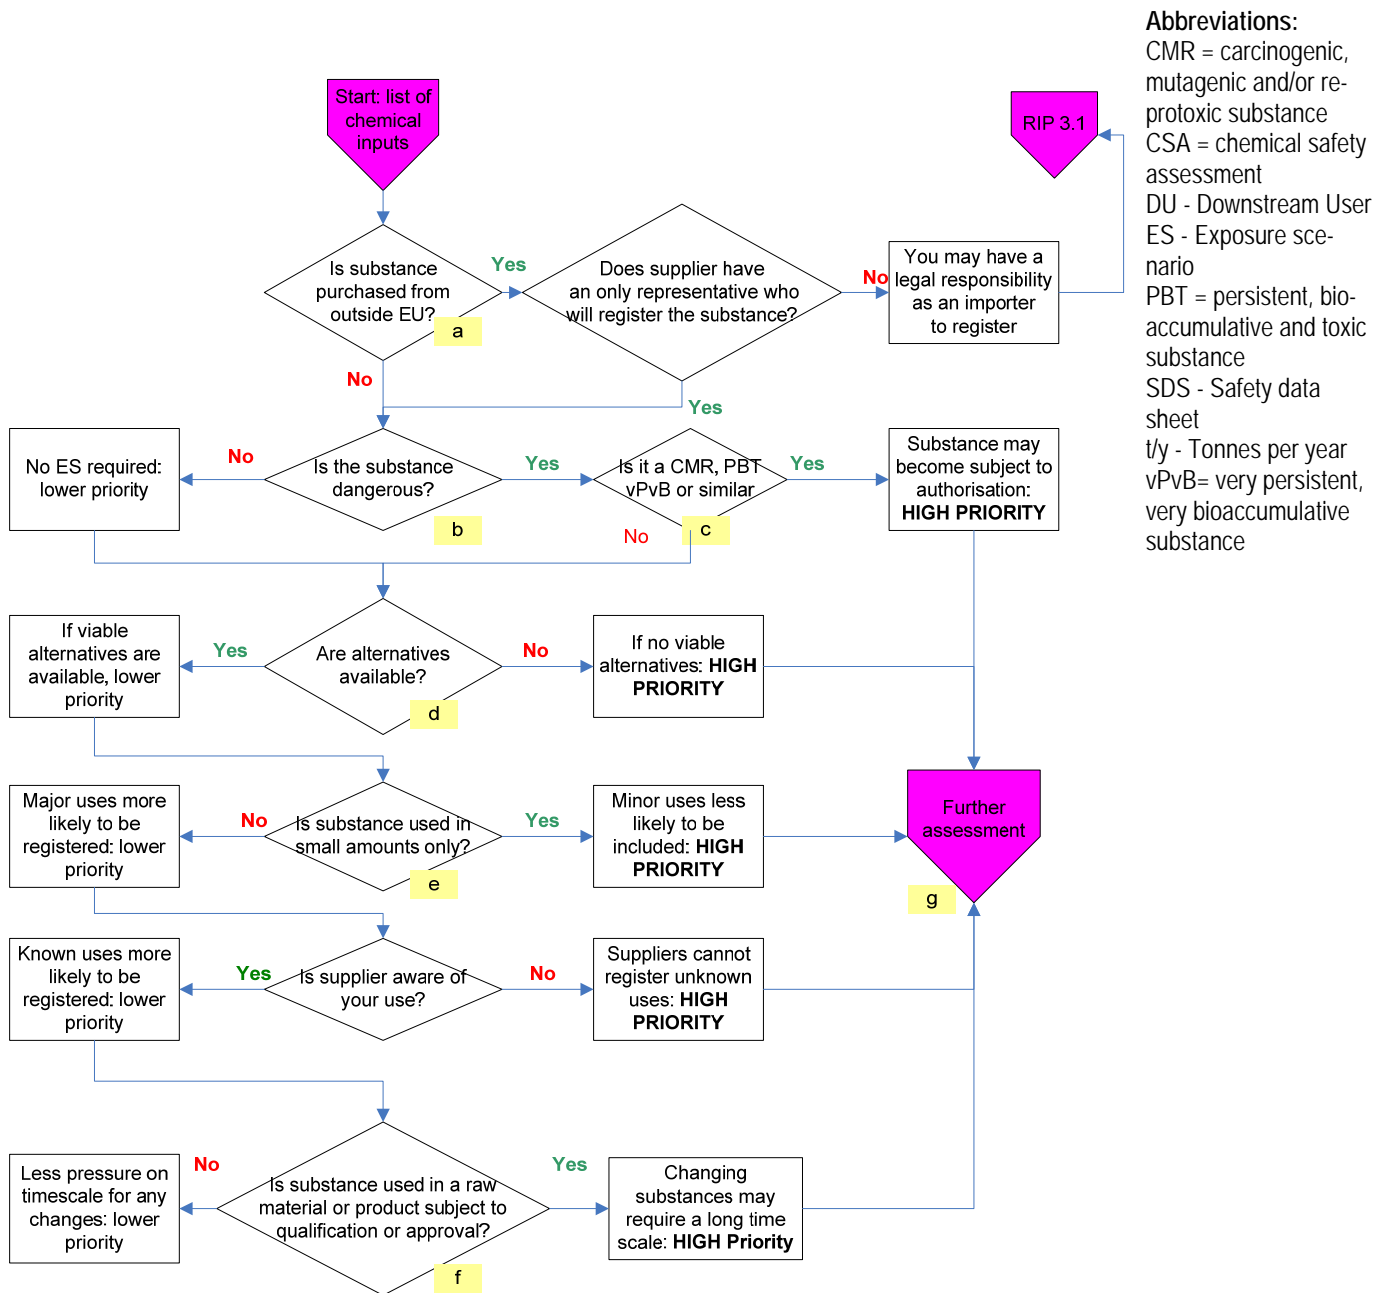 Abbreviations:
CMR = carcinogenic,
mutagenic and/or re-
protoxic substance
CSA = chemical safety
assessment
DU - Downstream User
ES - Exposure sce-
nario
PBT = persistent, bio-
accumulative and toxic
substance
SDS - Safety data
sheet
t/y - Tonnes per year
vPvB= very persistent,
very bioaccumulative
substance
Start: list of
chemical
inputs
RIP 3.1
Is substance
purchased from
outside EU?
a
Yes
No
Does supplier have
an only representative who
will register the substance?
No
Yes
You may have a
legal responsibility
as an importer
to register
No ES required:
lower priority
No
Is the substance
dangerous?
b
Yes
Is it a CMR, PBT
vPvB or similar
c
No
Yes
Substance may
become subject to
authorisation:
HIGH PRIORITY
If viable
alternatives are
available, lower
priority
Yes
Are alternatives
available?
d
No
If no viable
alternatives: HIGH
PRIORITY
Major uses more
likely to be
registered: lower
priority
No
Is substance used in
small amounts only?
e
Yes
Minor uses less
likely to be
included: HIGH
PRIORITY
Further
assessment
g
Known uses more
likely to be
registered: lower
priority
Yes
Is supplier aware of
your use?
No
Suppliers cannot
register unknown
uses: HIGH
PRIORITY
Less pressure on
timescale for any
changes: lower
priority
No
Is substance used in a raw
material or product subject to
qualification or approval?
f
Yes
Changing
substances may
require a long time
scale: HIGH Priority